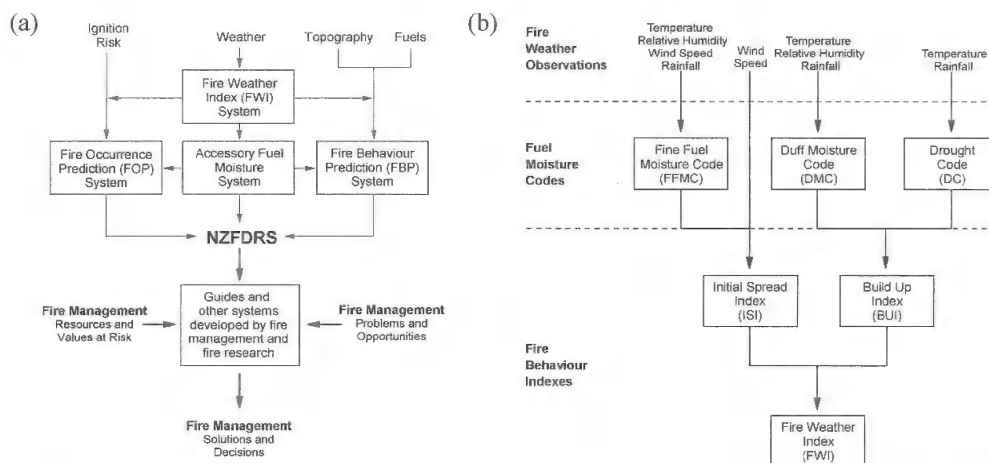 (a)
Ignition
Risk
Weather
Topography
Fuels
Fire Weather
Index (FWI)
System
Fire Occurrence
Prediction (FOP)
System
Accessory Fuel
Moisture
System
Fire Behaviour
Prediction (FBP)
System
NZFDRS
Fire Management
Resources and
Values at Risk
Guides and
other systems
developed by fire
management and
fire research
Fire Management
Problems and
Opportunities
Fire Management
Solutions and
Decisions
(b)
Fire
Weather
Observations
Temperature
Relative Humidity
Wind Speed
Rainfall
Wind
Speed
Temperature
Relative Humidity
Rainfall
Temperature
Rainfall
Fuel
Moisture
Codes
Fine Fuel
Moisture Code
(FFMC)
Duff Moisture
Code
(DMC)
Drought
Code
(DC)
Initial Spread
Index
(ISI)
Build Up
Index
(BUI)
Fire
Behaviour
Indexes
Fire Weather
Index
(FWI)